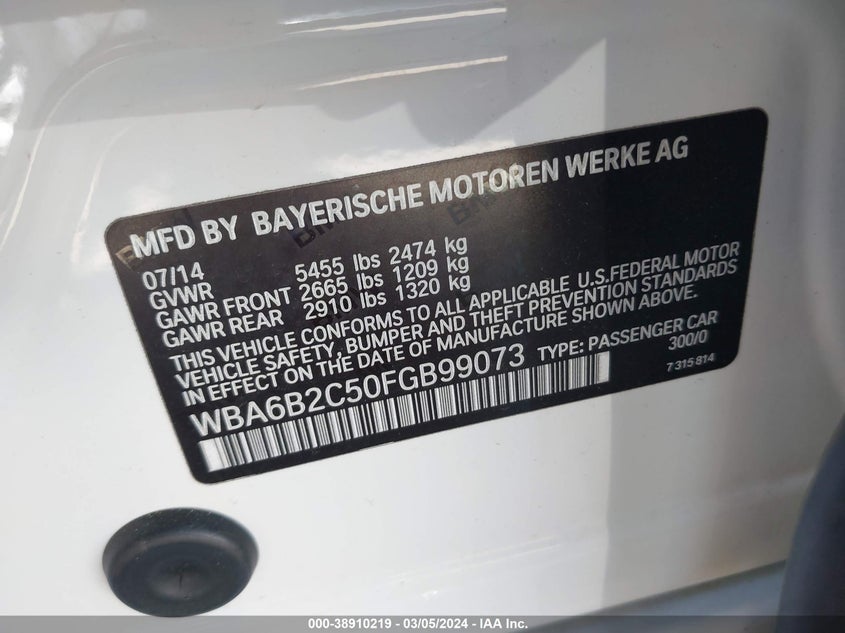 MFD BY BAYERISCHE MOTOREN WERKE AG
07/14 5455 lbs 2474 kg
GVWR 2665 lbs 1209 kg
GAWR FRONT 2910 lbs 1320 kg
GAWR REAR
THIS VEHICLE CONFORMS TO ALL APPLICABLE U.S.FEDERAL MOTOR
VEHICLE SAFETY, BUMPER AND THEFT PREVENTION STANDARDS
IN EFFECT ON THE DATE OF MANUFACTURE SHOWN ABOVE.
WBA6B2C50FGB99073 TYPE: PASSENGER CAR
300/0
7 315 814
000-38910219 - 03/05/2024 - IAA Inc.